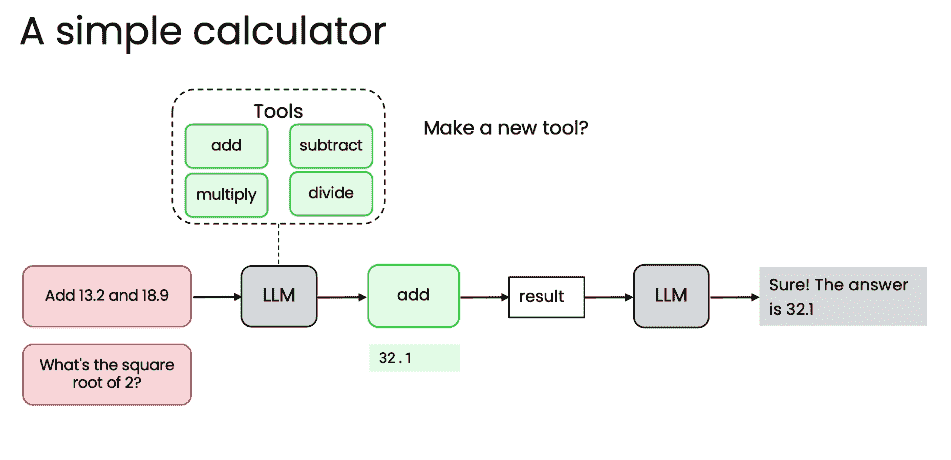 A simple calculator
Tools
add
subtract
multiply
divide
Make a new tool?
Add 13.2 and 18.9
LLM
add
result
LLM
Sure! The answer
is 32.1
32.1
What's the square
root of 2?